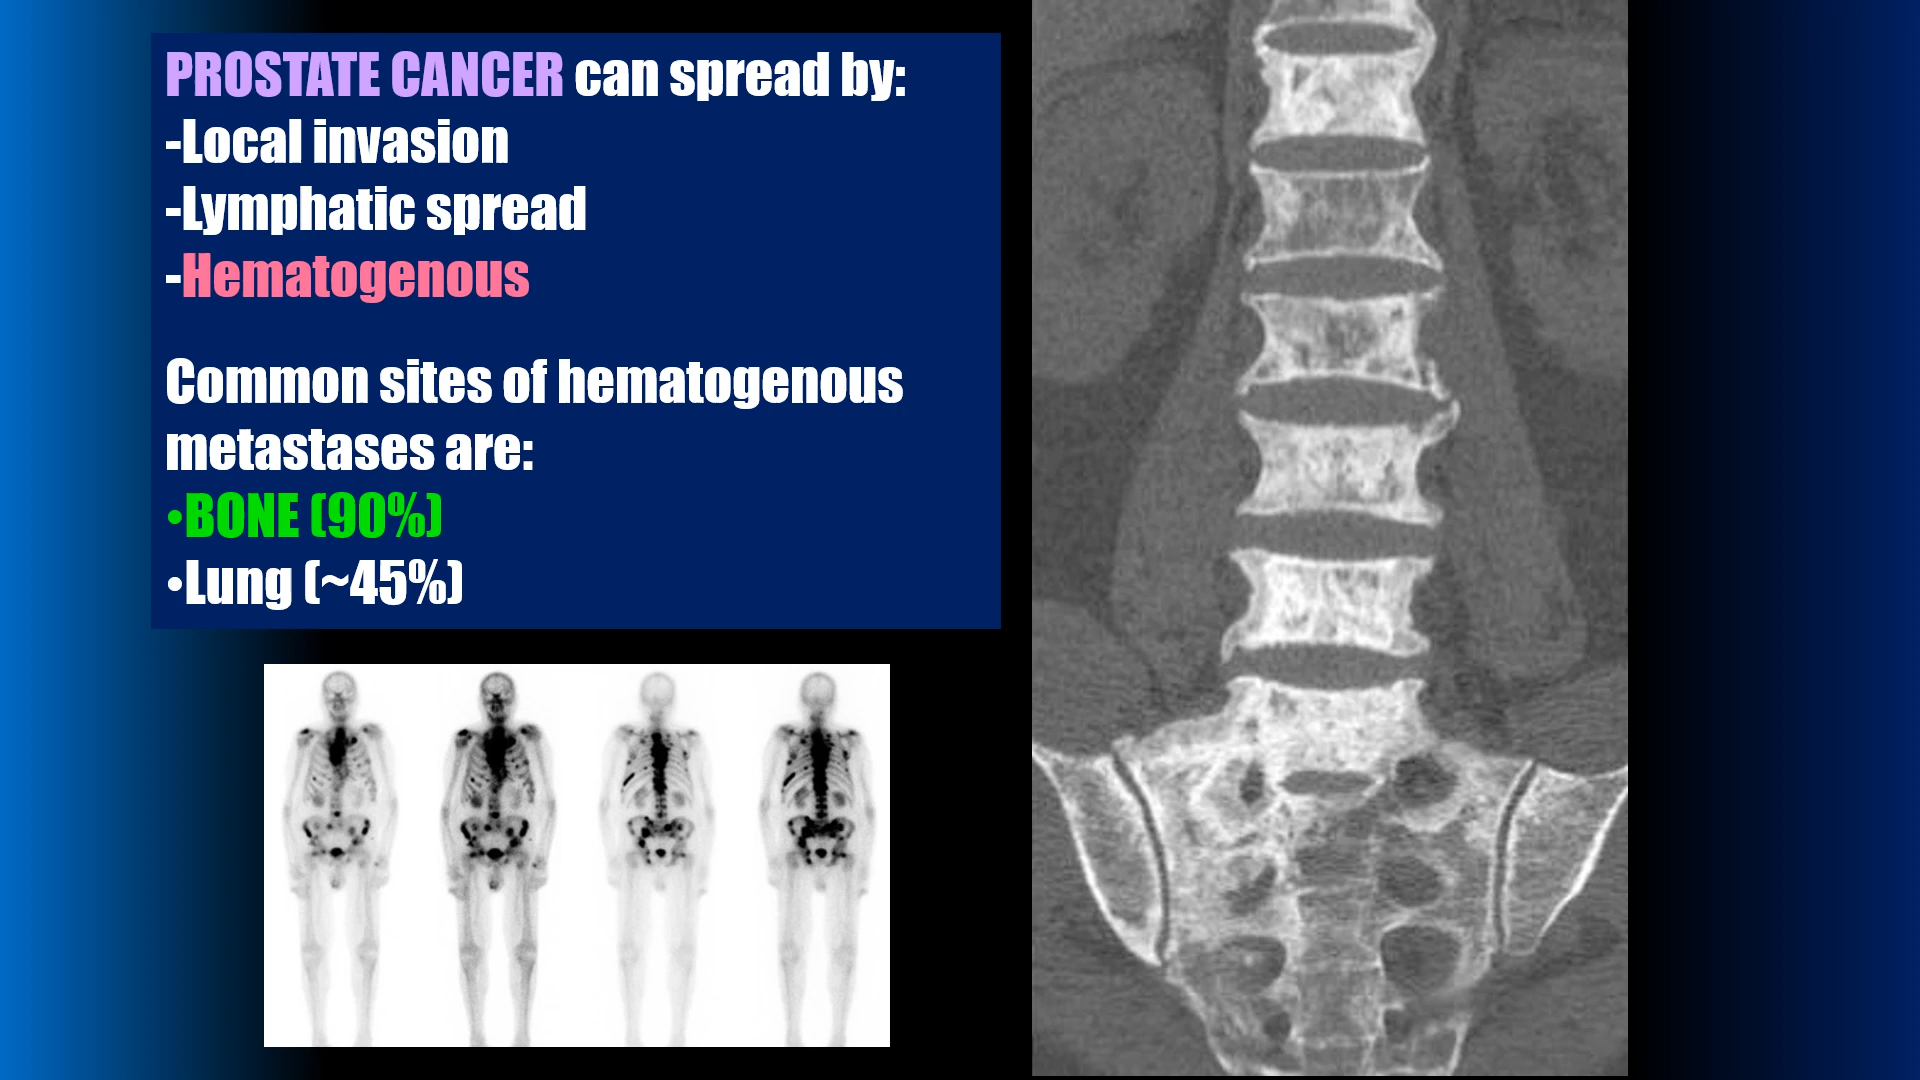 PROSTATE CANCER can spread by:
-Local invasion
-Lymphatic spread
-Hematogenous
Common sites of hematogenous
metastases are:
•BONE (90%)
•Lung (~45%)